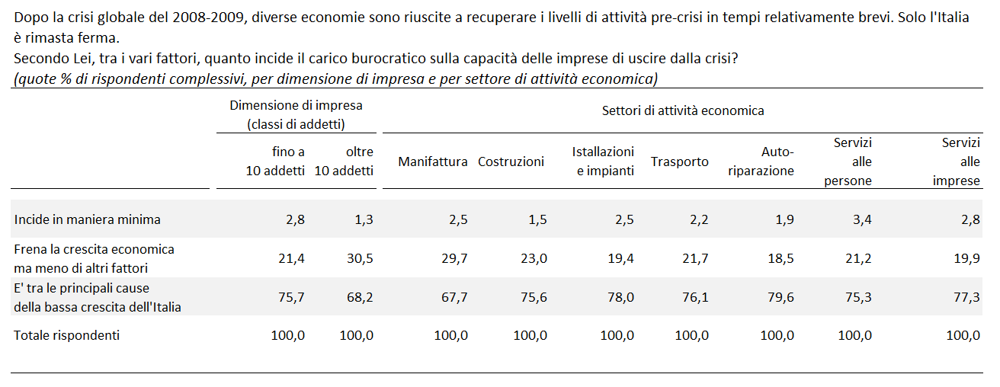 Dopo la crisi globale del 2008-2009, diverse economie sono riuscite a recuperare i livelli di attività pre-crisi in tempi relativamente brevi. Solo l'Italia
è rimasta ferma.
Secondo Lei, tra i vari fattori, quanto incide il carico burocratico sulla capacità delle imprese di uscire dalla crisi?
(quote % di rispondenti complessivi, per dimensione di impresa e per settore di attività economica)
Dimensione di impresa
(classi di addetti)
Settori di attività economica
fino a
10 addetti
oltre
10 addetti
Manifattura
Costruzioni
Istallazioni
e impianti
Trasporto
Auto-
riparazione
Servizi
alle
persone
Servizi
alle
imprese
Incide in maniera minima 2,8 1,3 2,5 1,5 2,5 2,2 1,9 3,4 2,8
Frena la crescita economica
ma meno di altri fattori 21,4 30,5 29,7 23,0 19,4 21,7 18,5 21,2 19,9
E' tra le principali cause
della bassa crescita dell'Italia 75,7 68,2 67,7 75,6 78,0 76,1 79,6 75,3 77,3
Totale rispondenti 100,0 100,0 100,0 100,0 100,0 100,0 100,0 100,0 100,0